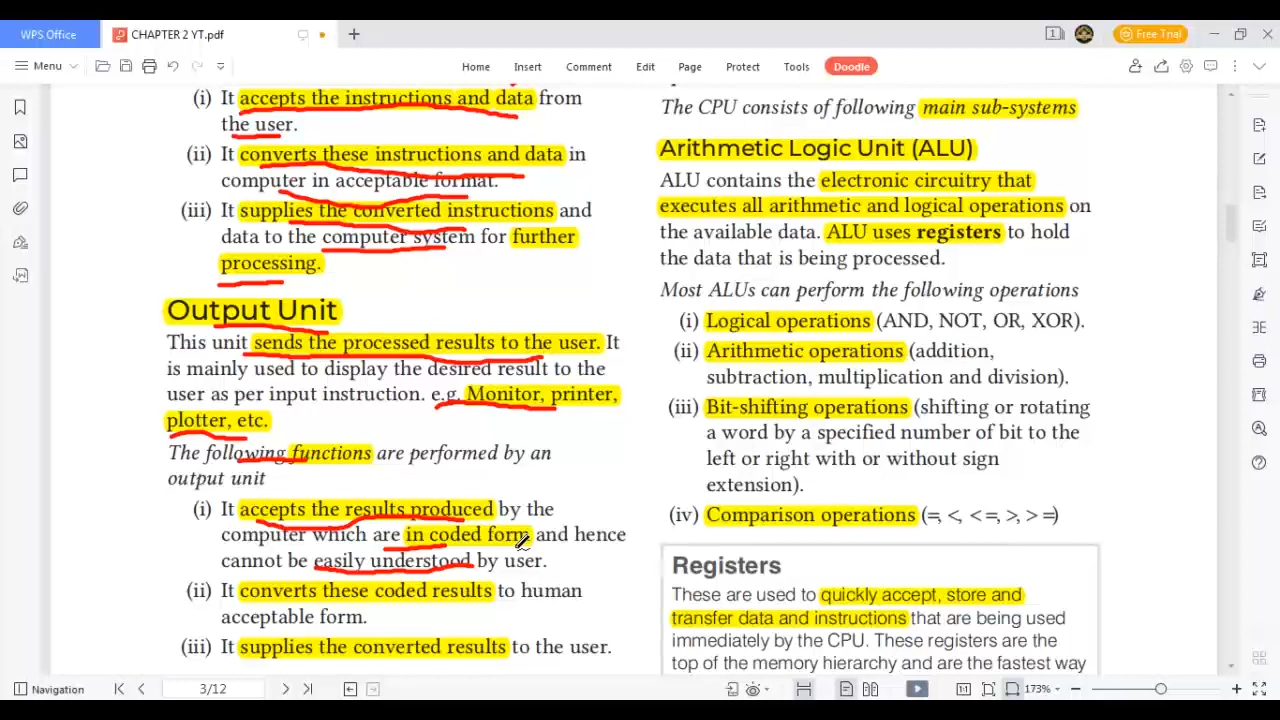 WPS Office
CHAPTER 2 YT.pdf
Free Trial
Menu
Home
Insert
Comment
Edit
Page
Protect
Tools
Doodle
(i) It accepts the instructions and data from
the user.
(ii) It converts these instructions and data in
computer in acceptable format.
(iii) It supplies the converted instructions and
data to the computer system for further
processing.
Output Unit
This unit sends the processed results to the user. It
is mainly used to display the desired result to the
user as per input instruction. e.g. Monitor, printer,
plotter, etc.
The following functions are performed by an
output unit
(i) It accepts the results produced by the
computer which are in coded form and hence
cannot be easily understood by user.
(ii) It converts these coded results to human
acceptable form.
(iii) It supplies the converted results to the user.
The CPU consists of following main sub-systems
Arithmetic Logic Unit (ALU)
ALU contains the electronic circuitry that
executes all arithmetic and logical operations on
the available data. ALU uses registers to hold
the data that is being processed.
Most ALUs can perform the following operations
(i) Logical operations (AND, NOT, OR, XOR).
(ii) Arithmetic operations (addition,
subtraction, multiplication and division).
(iii) Bit-shifting operations (shifting or rotating
a word by a specified number of bit to the
left or right with or without sign
extension).
(iv) Comparison operations (=, <, < =, >, > =)
Registers
These are used to quickly accept, store and
transfer data and instructions that are being used
immediately by the CPU. These registers are the
top of the memory hierarchy and are the fastest way
Navigation
3/12
173%